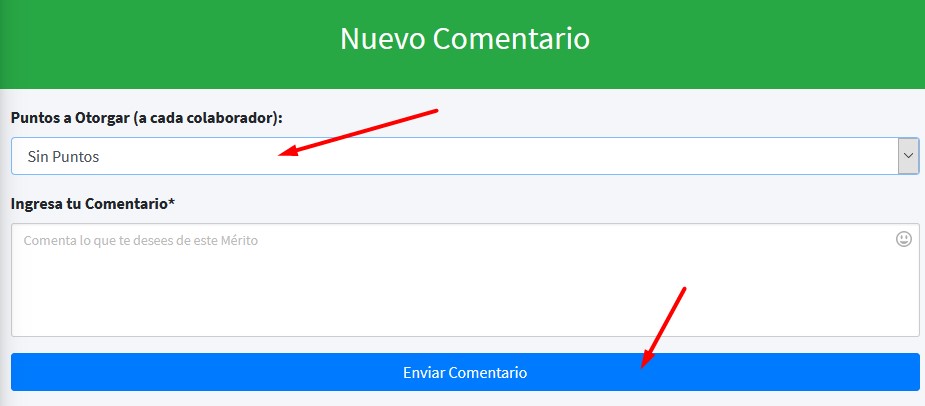 Nuevo Comentario
Puntos a Otorgar (a cada colaborador):
Sin Puntos
Ingresa tu Comentario*
Comenta lo que te desees de este Mérito
Enviar Comentario